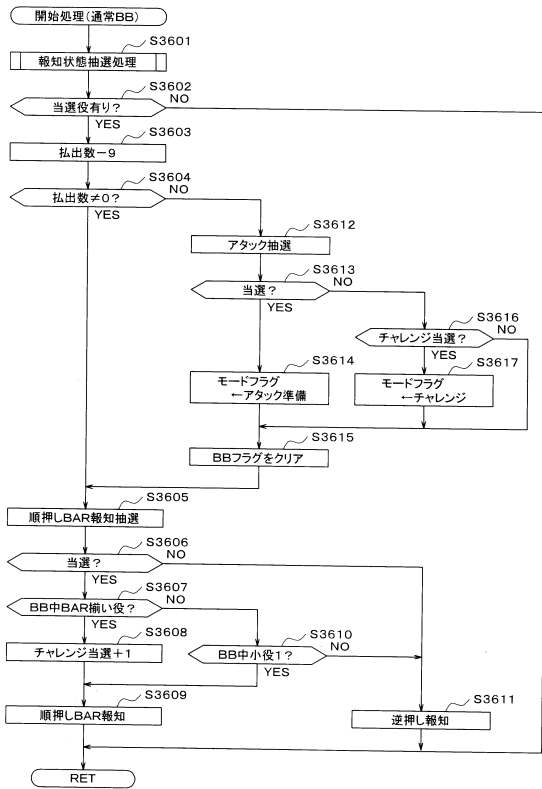 開始処理(通常BB)
S3601
報知状態抽選処理
S3602
当選役有り?
NO
YES
S3603
払出数-9
S3604
払出数≠0?
NO
YES
S3612
アタック抽選
S3613
当選?
NO
YES
S3616
チャレンジ当選?
NO
YES
S3614
モードフラグ
←アタック準備
S3617
モードフラグ
←チャレンジ
S3615
BBフラグをクリア
S3605
順押しBAR報知抽選
S3606
当選?
NO
YES
S3607
BB中BAR揃い役?
NO
YES
S3608
チャレンジ当選+1
S3610
BB中小役1?
NO
YES
S3609
順押しBAR報知
S3611
逆押し報知
RET